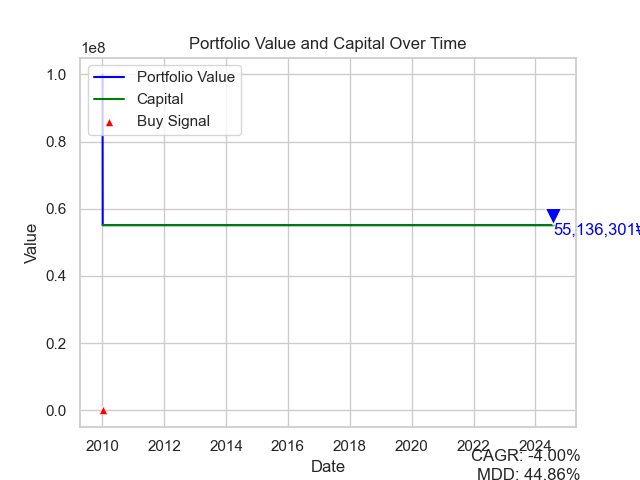 Portfolio Value and Capital Over Time
1e8
Portfolio Value
Capital
Buy Signal
1.0
0.8
0.6
0.4
0.2
0.0
Value
55,136,301
2010 2012 2014 2016 2018 2020 2022 2024
Date
CAGR: -4.00%
MDD: 44.86%